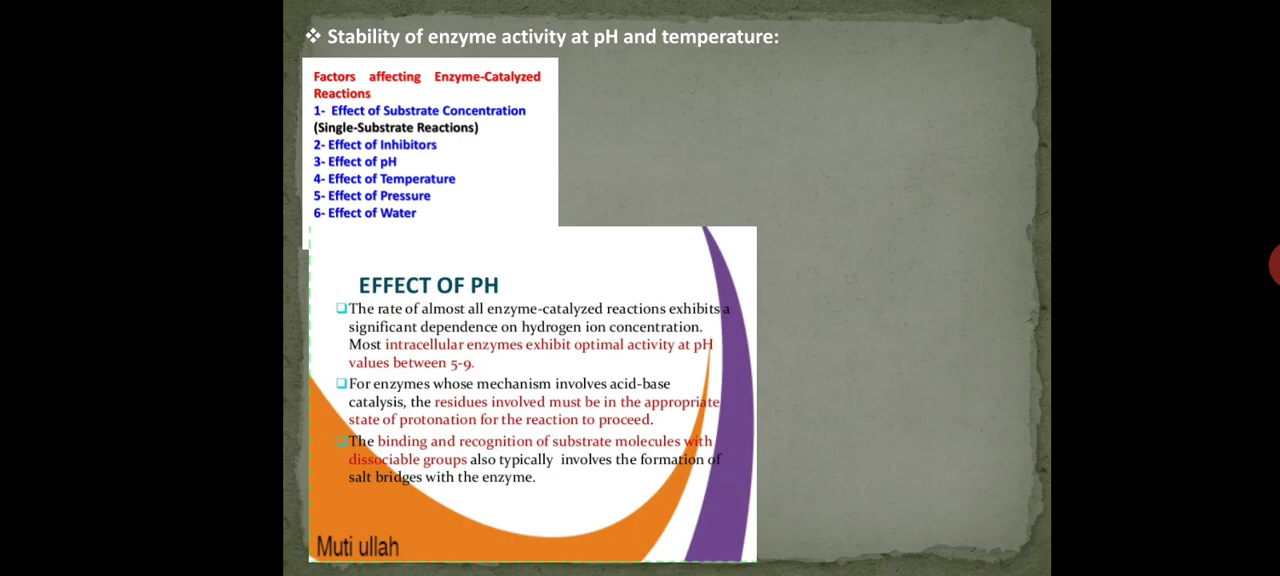 ❖ Stability of enzyme activity at pH and temperature:
Factors affecting Enzyme-Catalyzed
Reactions
1- Effect of Substrate Concentration
(Single-Substrate Reactions)
2- Effect of Inhibitors
3- Effect of pH
4- Effect of Temperature
5- Effect of Pressure
6- Effect of Water
EFFECT OF PH
❑The rate of almost all enzyme-catalyzed reactions exhibits a
significant dependence on hydrogen ion concentration.
Most intracellular enzymes exhibit optimal activity at pH
values between 5-9.
❑For enzymes whose mechanism involves acid-base
catalysis, the residues involved must be in the appropriate
state of protonation for the reaction to proceed.
❑The binding and recognition of substrate molecules with
dissociable groups also typically involves the formation of
salt bridges with the enzyme.
Muti ullah